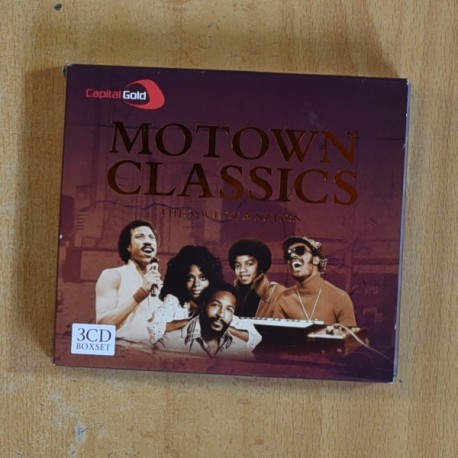 Capital Gold
MOTOWN
CLASSICS
3CD
BOXSET